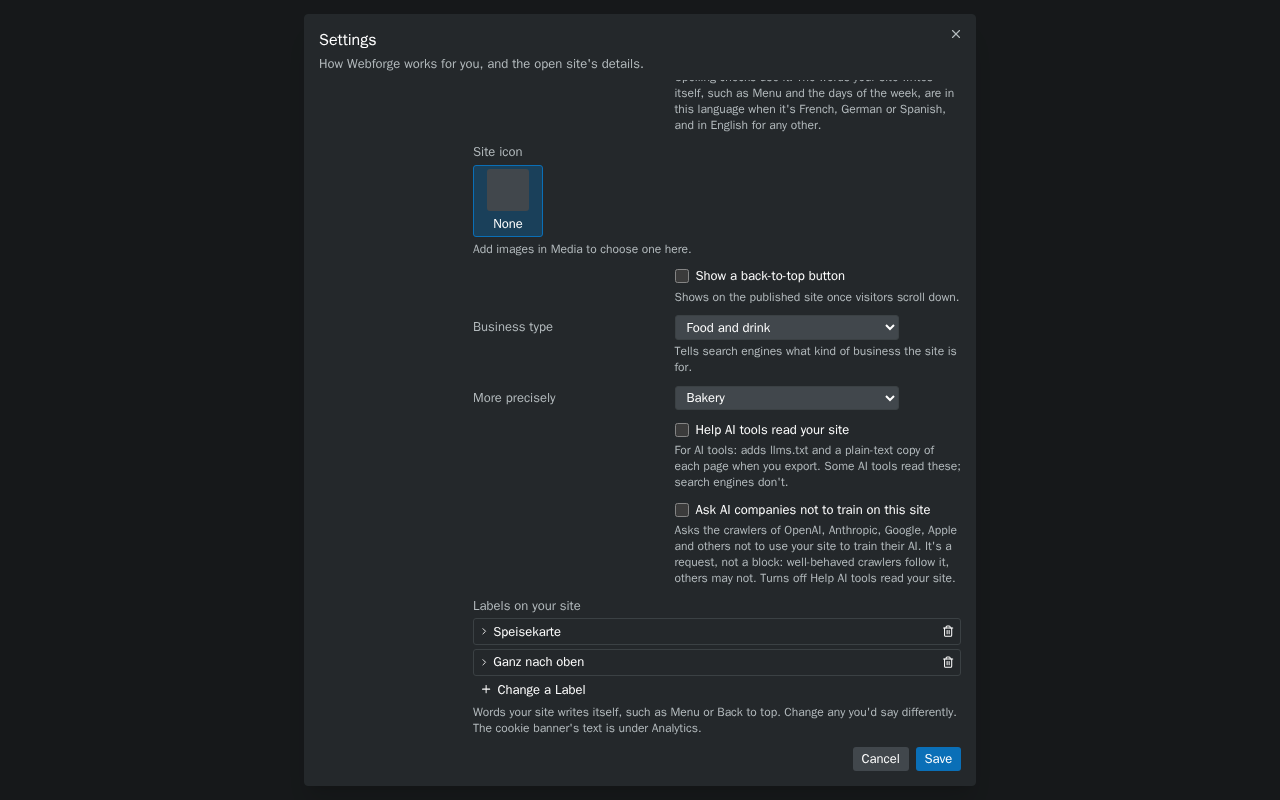 Settings
How Webforge works for you, and the open site's details.
Spelling checks use it. The words your site writes
itself, such as Menu and the days of the week, are in
this language when it's French, German or Spanish,
and in English for any other.
Site icon
None
Add images in Media to choose one here.
Show a back-to-top button
Shows on the published site once visitors scroll down.
Business type
Food and drink
Tells search engines what kind of business the site is
for.
More precisely
Bakery
Help AI tools read your site
For AI tools: adds llms.txt and a plain-text copy of
each page when you export. Some AI tools read these;
search engines don't.
Ask AI companies not to train on this site
Asks the crawlers of OpenAI, Anthropic, Google, Apple
and others not to use your site to train their AI. It's a
request, not a block: well-behaved crawlers follow it,
others may not. Turns off Help AI tools read your site.
Labels on your site
Speisekarte
Ganz nach oben
Change a Label
Words your site writes itself, such as Menu or Back to top. Change any you'd say differently.
The cookie banner's text is under Analytics.
Cancel
Save